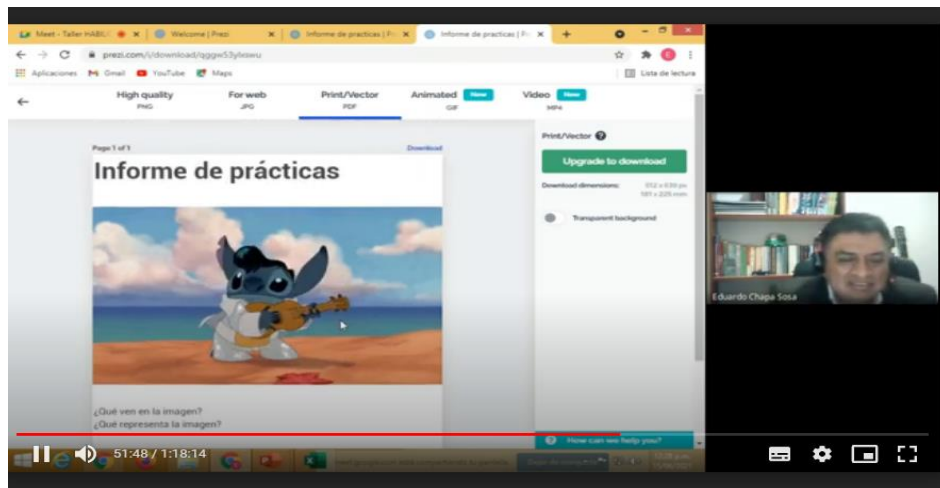 Meet - Taller HABILI
Welcome | Prezi
Informe de practicas | Pr
Informe de practicas | Pr
prezi.com/i/download/qggw53ylxswu
Aplicaciones
Gmail
YouTube
Maps
Lista de lectura
High quality
PNG
For web
JPG
Print/Vector
PDF
Animated New
GIF
Video New
MP4
Print/Vector
Page 1 of 1
Download
Upgrade to download
Informe de prácticas
Download dimensions:
Transparent background
Eduardo Chapa Sosa
¿Qué ven en la imagen?
¿Qué representa la imagen?
How can we help you?
51:48 / 1:18:14